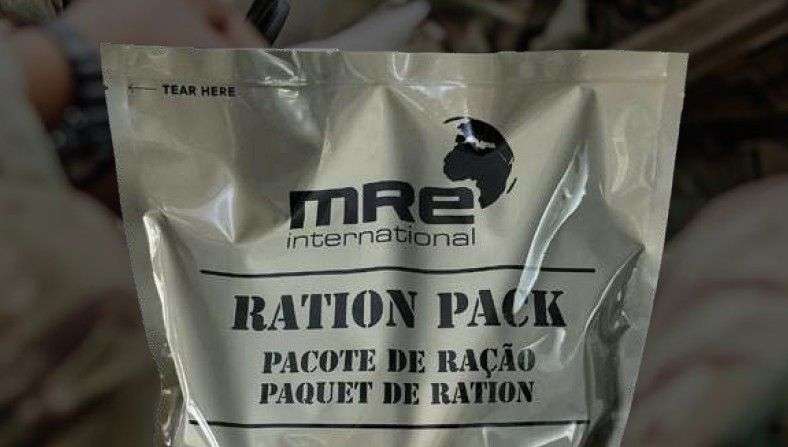 TEAR HERE
mRe
international
RATION PACK
PACOTE DE RAÇÃO
PAQUET DE RATION